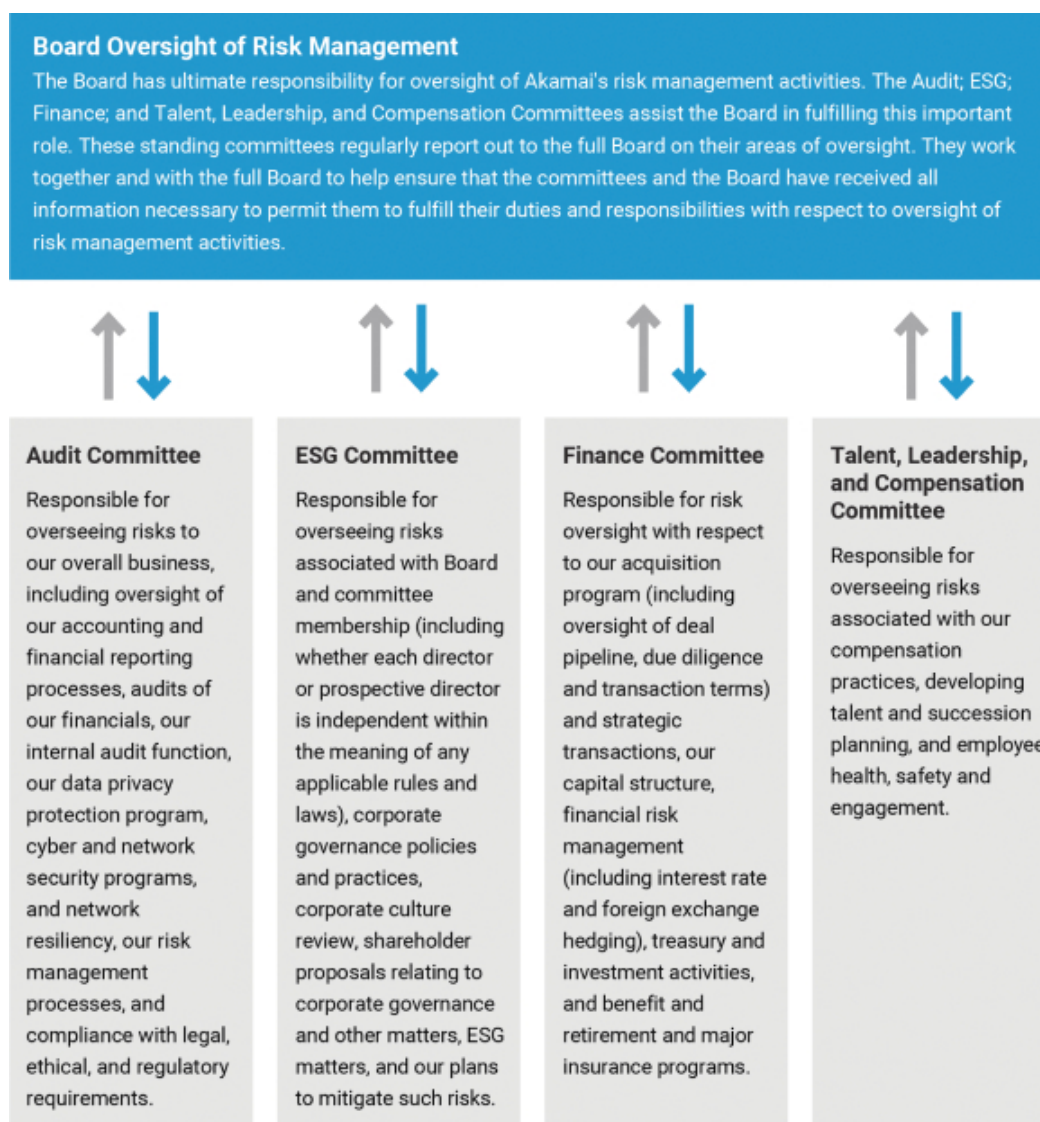 Board Oversight of Risk Management
The Board has ultimate responsibility for oversight of Akamai's risk management activities. The Audit; ESG;
Finance; and Talent, Leadership, and Compensation Committees assist the Board in fulfilling this important
role. These standing committees regularly report out to the full Board on their areas of oversight. They work
together and with the full Board to help ensure that the committees and the Board have received all
information necessary to permit them to fulfill their duties and responsibilities with respect to oversight of
risk management activities.
Audit Committee
Responsible for
overseeing risks to
our overall business,
including oversight of
our accounting and
financial reporting
processes, audits of
our financials, our
internal audit function,
our data privacy
protection program,
cyber and network
security programs,
and network
resiliency, our risk
management
processes, and
compliance with legal,
ethical, and regulatory
requirements.
ESG Committee
Responsible for
overseeing risks
associated with Board
and committee
membership (including
whether each director
or prospective director
is independent within
the meaning of any
applicable rules and
laws), corporate
governance policies
and practices,
corporate culture
review, shareholder
proposals relating to
corporate governance
and other matters, ESG
matters, and our plans
to mitigate such risks.
Finance Committee
Responsible for risk
oversight with respect
to our acquisition
program (including
oversight of deal
pipeline, due diligence
and transaction terms)
and strategic
transactions, our
capital structure,
financial risk
management
(including interest rate
and foreign exchange
hedging), treasury and
investment activities,
and benefit and
retirement and major
insurance programs.
Talent, Leadership,
and Compensation
Committee
Responsible for
overseeing risks
associated with our
compensation
practices, developing
talent and succession
planning, and employee
health, safety and
engagement.